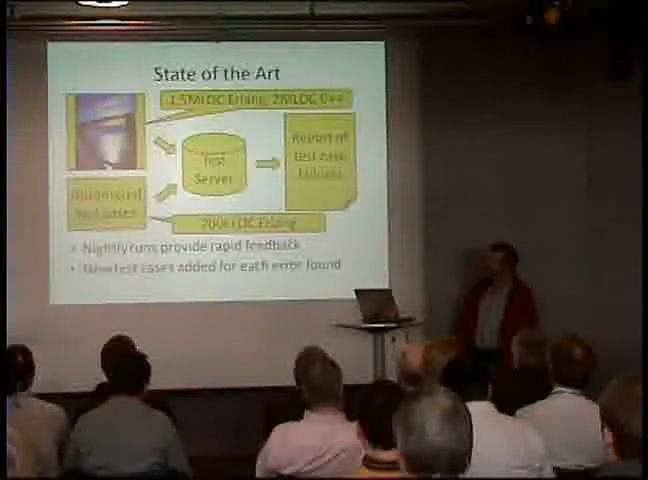 State of the Art
1.5MLOC Erlang, 2MLOC C++
Test
Server
Report of
test case
failures
Automated
test cases
700kLOC Erlang
• Nightly runs provide rapid feedback
• New test cases added for each error found